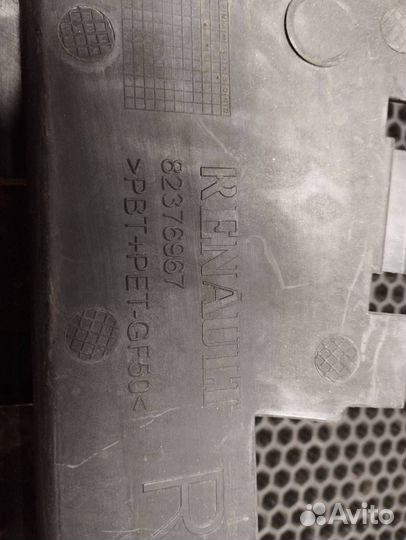 RENAULT
82376967
>PBT+PET-GF50<
R
Avito